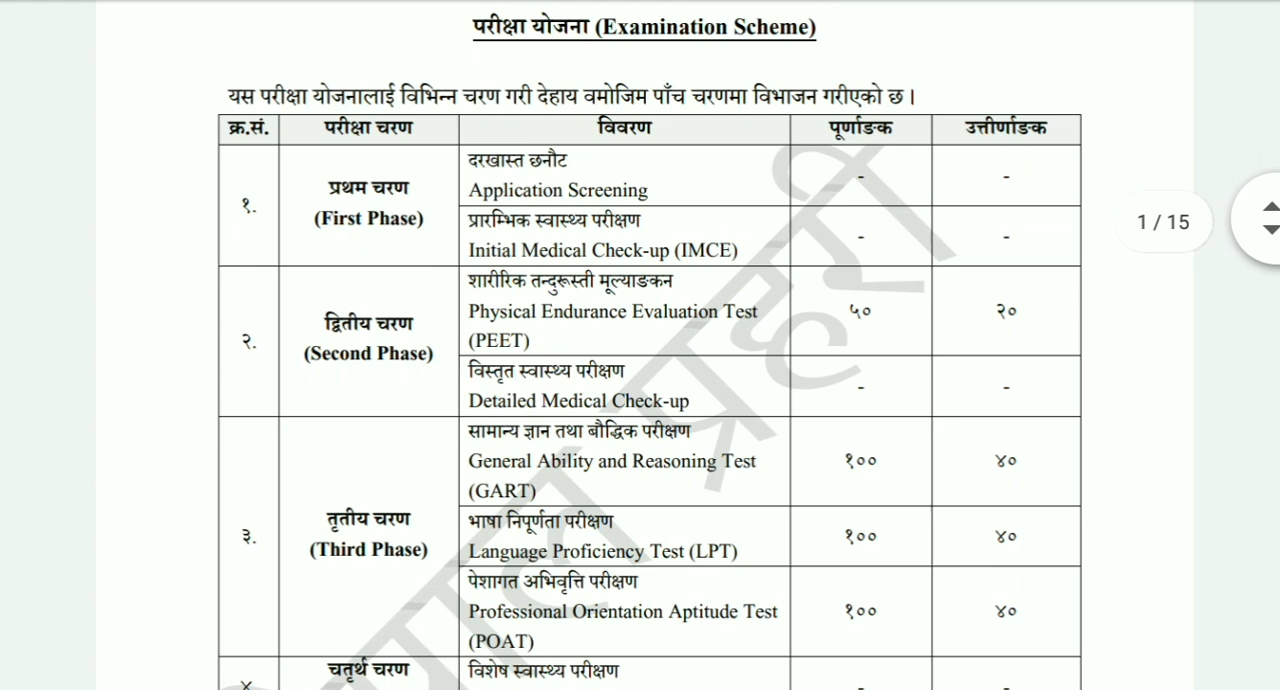 परीक्षा योजना (Examination Scheme)
यस परीक्षा योजनालाई विभिन्न चरण गरी देहाय वमोजिम पाँच चरणमा विभाजन गरीएको छ।
क्र.सं. परीक्षा चरण विवरण पूर्णाङक उत्तीर्णाङक
१. प्रथम चरण (First Phase)
दरखास्त छनौट
Application Screening
- -
प्रारम्भिक स्वास्थ्य परीक्षण
Initial Medical Check-up (IMCE)
- -
२. द्वितीय चरण
(Second Phase)
शारीरिक तन्दुरूस्ती मूल्याङकन
Physical Endurance Evaluation Test
(PEET)
५० २०
विस्तृत स्वास्थ्य परीक्षण
Detailed Medical Check-up
- -
३. तृतीय चरण
(Third Phase)
सामान्य ज्ञान तथा बौद्धिक परीक्षण
General Ability and Reasoning Test
(GART)
१०० ४०
भाषा निपूर्णता परीक्षण
Language Proficiency Test (LPT)
१०० ४०
पेशागत अभिवृत्ति परीक्षण
Professional Orientation Aptitude Test
(POAT)
१०० ४०
चतुर्थ चरण
विशेष स्वास्थ्य परीक्षण
- -
1 / 15
प्रहरी